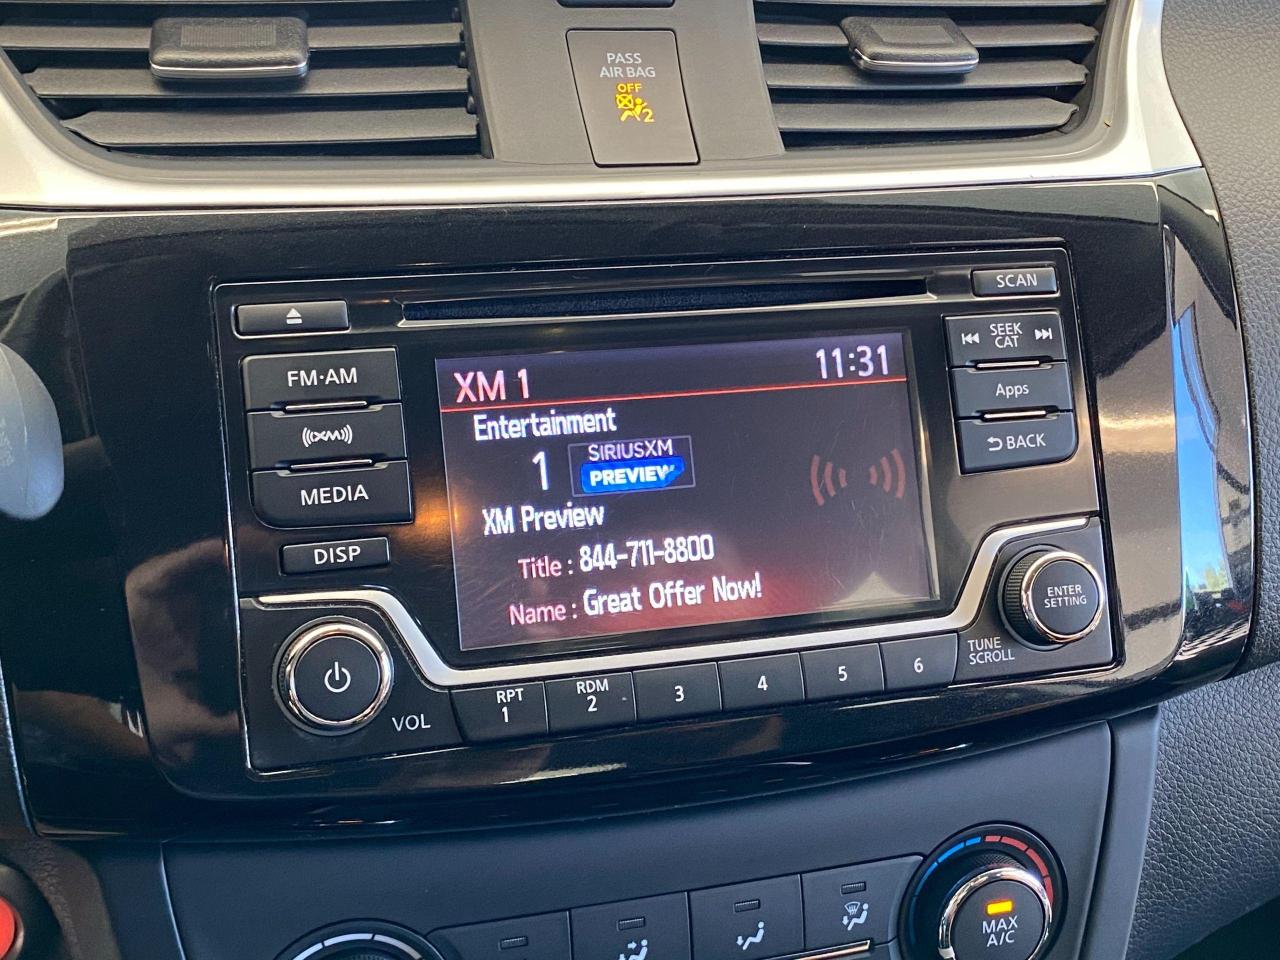 PASS
AIR BAG
OFF
2
SCAN
FM·AM
XM
MEDIA
DISP
VOL
XM 1
11:31
Entertainment
1
SIRIUSXM
PREVIEW
XM Preview
Title : 844-711-8800
Name : Great Offer Now!
SEEK
CAT
Apps
BACK
ENTER
SETTING
TUNE
SCROLL
RPT
1
RDM
2
3
4
5
6
MAX
A/C